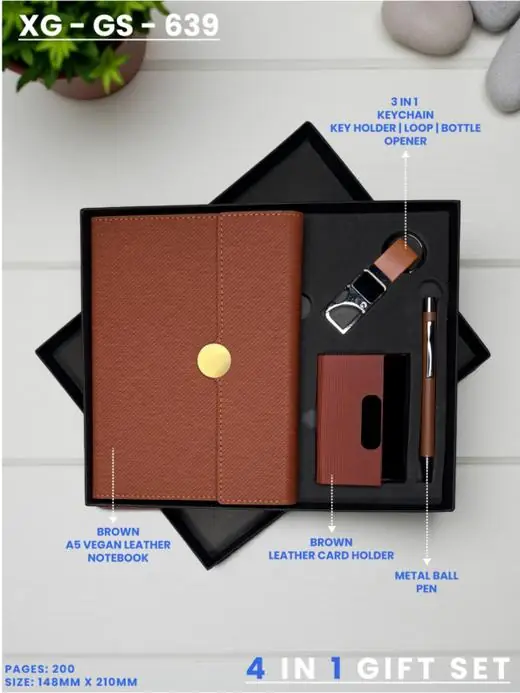 XG - GS - 639
3 IN 1
KEYCHAIN
KEY HOLDER | LOOP | BOTTLE
OPENER
BROWN
A5 VEGAN LEATHER
NOTEBOOK
BROWN
LEATHER CARD HOLDER
METAL BALL
PEN
PAGES: 200
SIZE: 148MM X 210MM
4 IN 1 GIFT SET